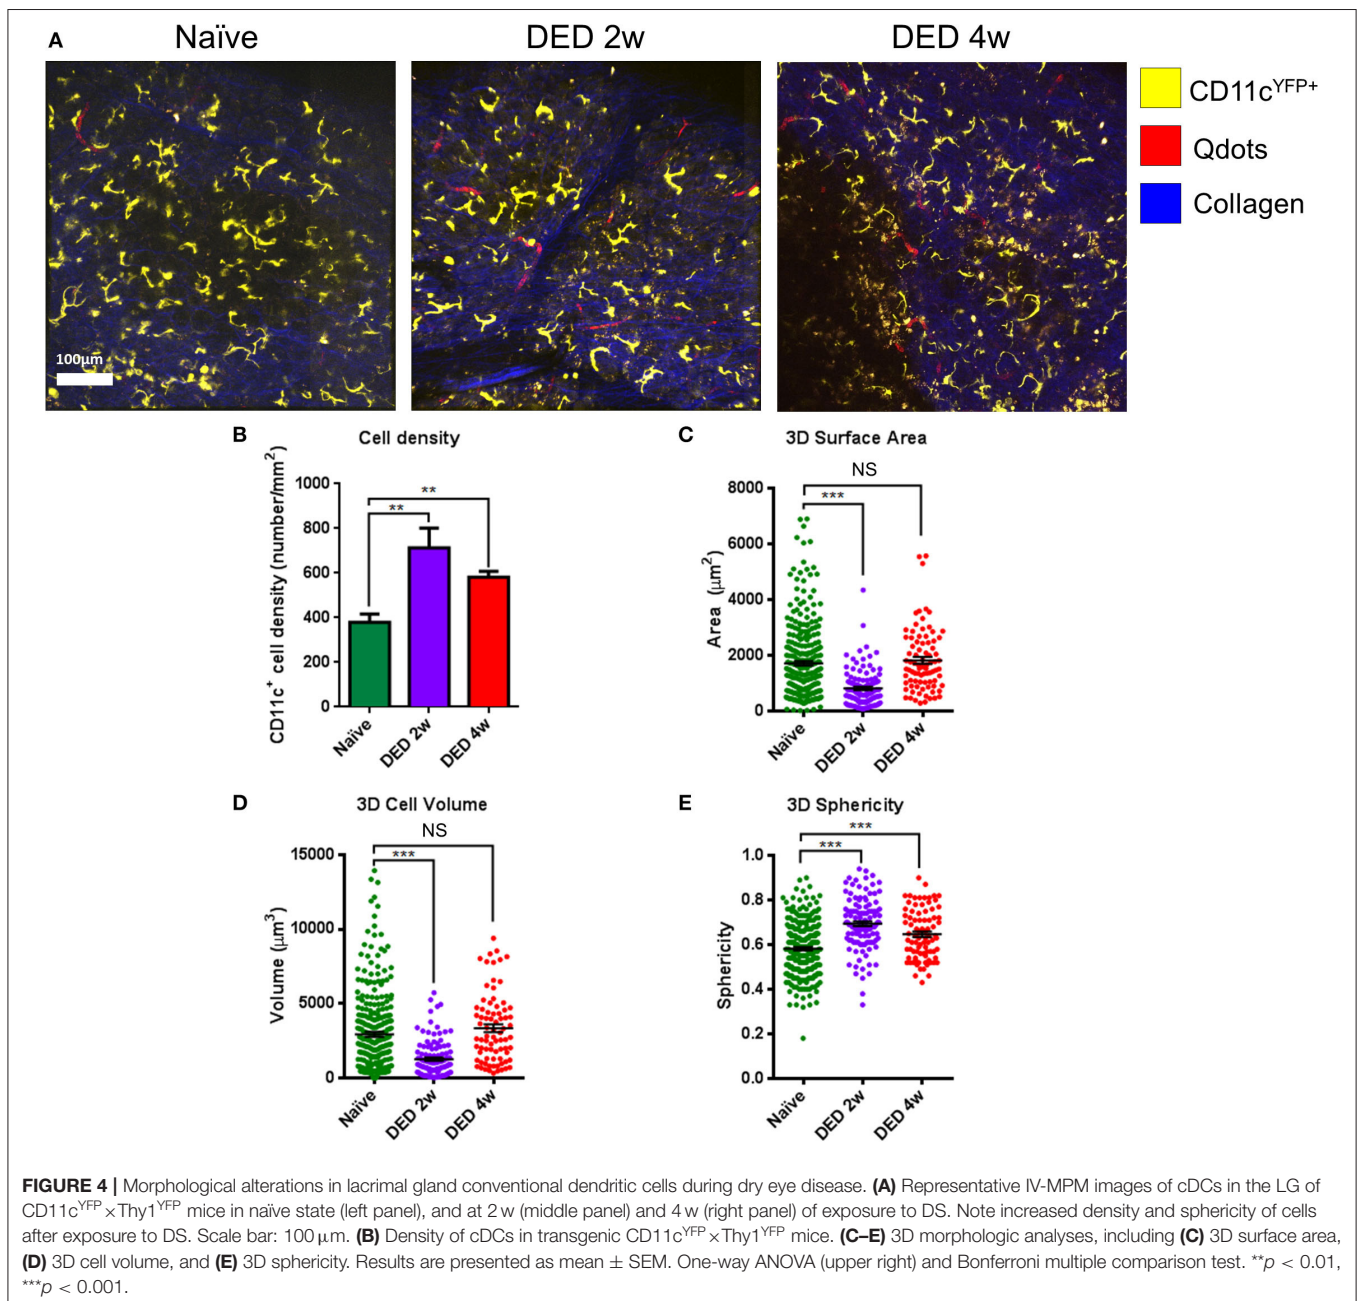 A
Naïve
DED 2w
DED 4w
CD11cYFP+
Qdots
Collagen
100µm
B
Cell density
CD11c+ cell density (number/mm2)
1000
800
600
400
200
0
**
**
Naïve
DED 2w
DED 4w
C
3D Surface Area
NS
***
Area (µm2)
8000
6000
4000
2000
0
Naïve
DED 2w
DED 4w
D
3D Cell Volume
NS
***
Volume (µm3)
15000
10000
5000
0
Naïve
DED 2w
DED 4w
E
3D Sphericity
***
***
Sphericity
1.0
0.8
0.6
0.4
0.2
0.0
Naïve
DED 2w
DED 4w
FIGURE 4 | Morphological alterations in lacrimal gland conventional dendritic cells during dry eye disease. (A) Representative IV-MPM images of cDCs in the LG of
CD11cYFP×Thy1YFP mice in naïve state (left panel), and at 2 w (middle panel) and 4 w (right panel) of exposure to DS. Note increased density and sphericity of cells
after exposure to DS. Scale bar: 100 µm. (B) Density of cDCs in transgenic CD11cYFP×Thy1YFP mice. (C–E) 3D morphologic analyses, including (C) 3D surface area,
(D) 3D cell volume, and (E) 3D sphericity. Results are presented as mean ± SEM. One-way ANOVA (upper right) and Bonferroni multiple comparison test. **p < 0.01,
***p < 0.001.